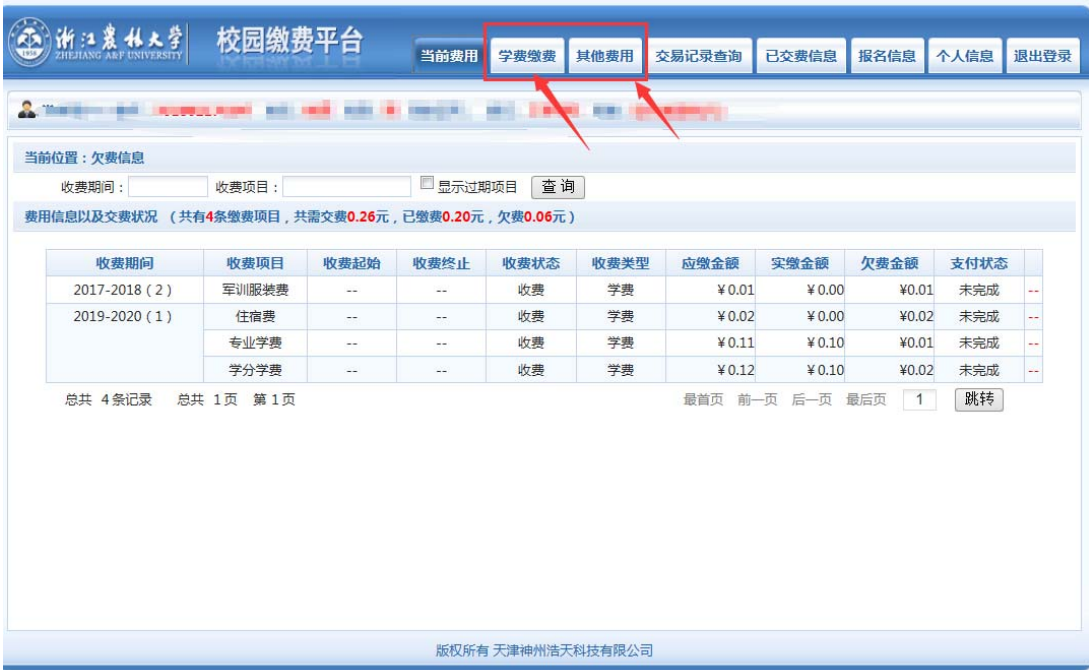 浙江农林大学 校园缴费平台
ZHEJIANG A&F UNIVERSITY
当前费用 学费缴费 其他费用 交易记录查询 已交费信息 报名信息 个人信息 退出登录
当前位置：欠费信息
收费期间： 收费项目： 显示过期项目 查 询
费用信息以及交费状况 （共有4条缴费项目，共需交费0.26元，已缴费0.20元，欠费0.06元）
收费期间 收费项目 收费起始 收费终止 收费状态 收费类型 应缴金额 实缴金额 欠费金额 支付状态
2017-2018（2） 军训服装费 -- -- 收费 学费 ￥0.01 ￥0.00 ¥0.01 未完成 --
2019-2020（1） 住宿费 -- -- 收费 学费 ￥0.02 ￥0.00 ¥0.02 未完成 --
专业学费 -- -- 收费 学费 ￥0.11 ￥0.10 ¥0.01 未完成 --
学分学费 -- -- 收费 学费 ￥0.12 ￥0.10 ¥0.02 未完成 --
总共 4条记录 总共 1页 第1页 最首页 前一页 后一页 最后页 1 跳转
版权所有 天津神州浩天科技有限公司